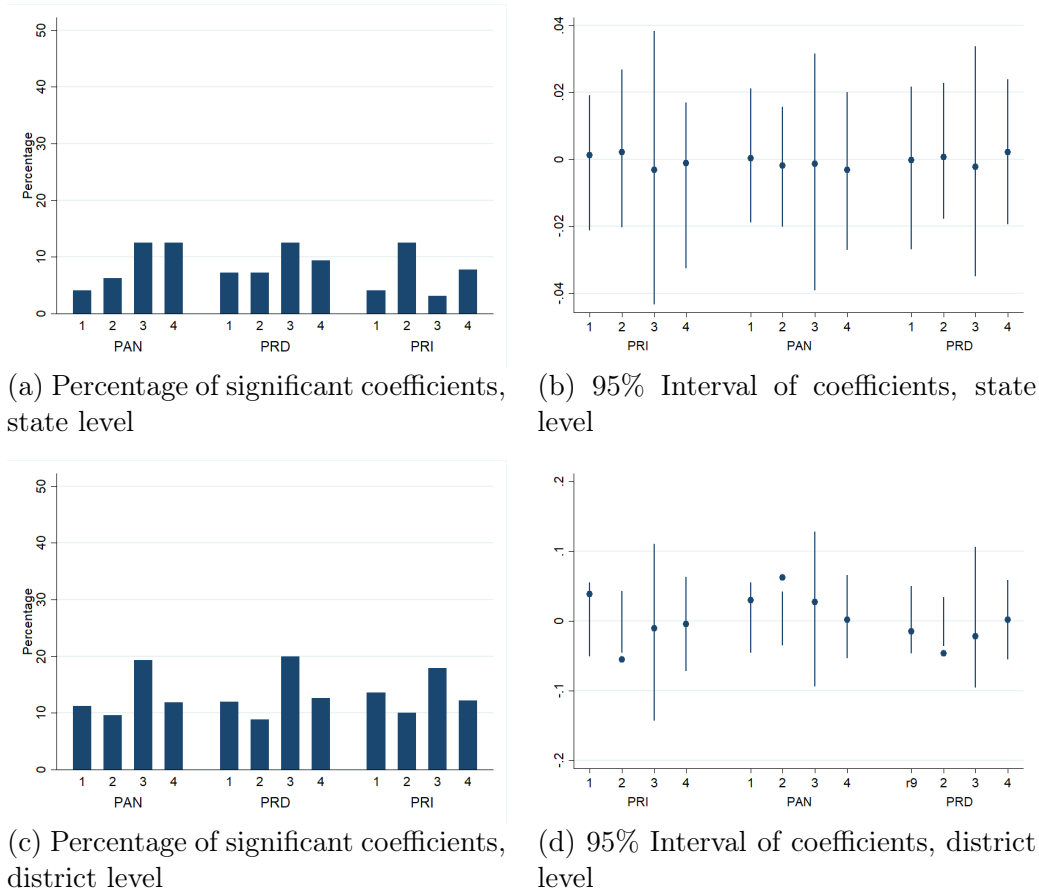 50
40
30
20
10
0
Percentage
1 2 3 4 1 2 3 4 1 2 3 4
PAN PRD PRI
(a) Percentage of significant coefficients,
state level
.04
.02
0
-.02
-.04
1 2 3 4 1 2 3 4 1 2 3 4
PRI PAN PRD
(b) 95% Interval of coefficients, state
level
50
40
30
20
10
0
Percentage
1 2 3 4 1 2 3 4 1 2 3 4
PAN PRD PRI
(c) Percentage of significant coefficients,
district level
.2
.1
0
-.1
-.2
1 2 3 4 1 2 3 4 r9 2 3 4
PRI PAN PRD
(d) 95% Interval of coefficients, district
level